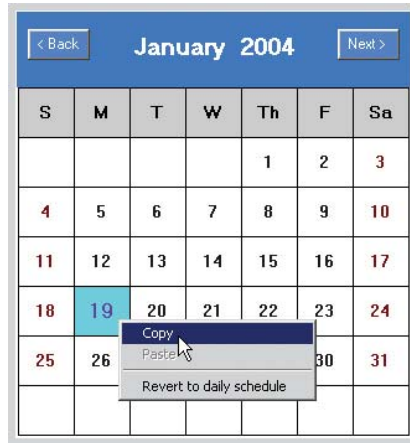 < Back January 2004 Next >
S M T W Th F Sa
1 2 3
4 5 6 7 8 9 10
11 12 13 14 15 16 17
18 19 20 21 22 23 24
Copy
25 26 Paste 30 31
Revert to daily schedule